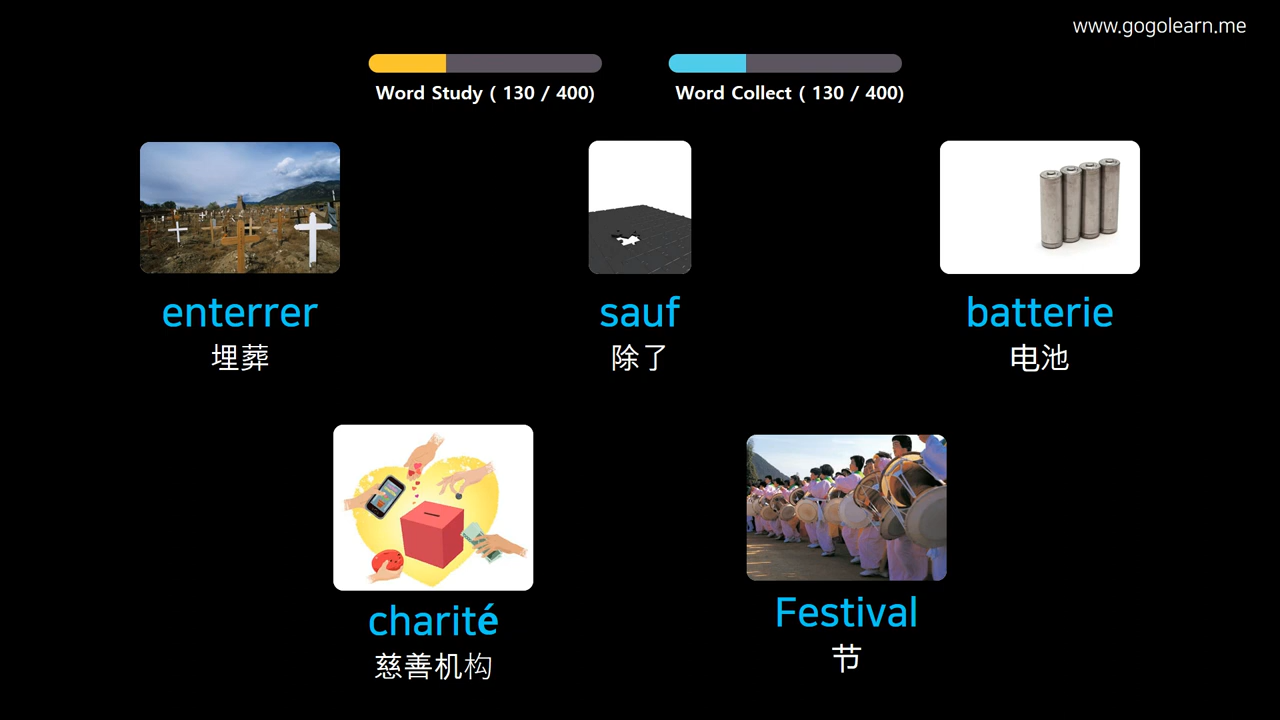 www.gogolearn.me
Word Study ( 130 / 400)
Word Collect ( 130 / 400)
enterrer
埋葬
sauf
除了
batterie
电池
charité
慈善机构
Festival
节